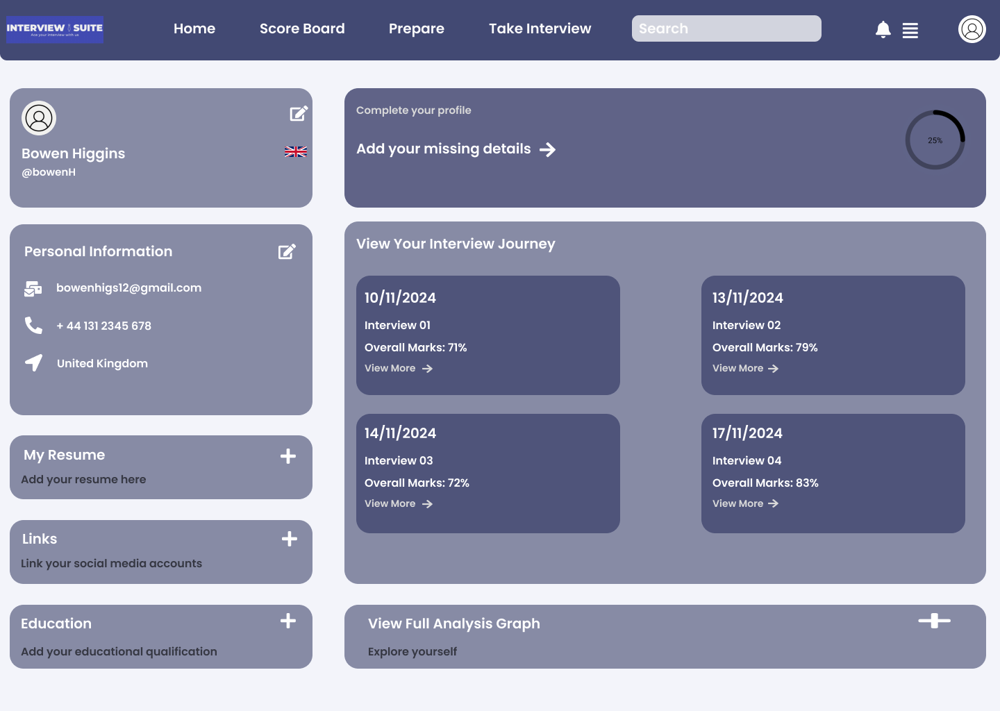 INTERVIEW SUITE
Ace your interview with us
Home
Score Board
Prepare
Take Interview
Search
Bowen Higgins
@bowenH
Complete your profile
Add your missing details
25%
Personal Information
bowenhigs12@gmail.com
+ 44 131 2345 678
United Kingdom
View Your Interview Journey
10/11/2024
Interview 01
Overall Marks: 71%
View More
13/11/2024
Interview 02
Overall Marks: 79%
View More
14/11/2024
Interview 03
Overall Marks: 72%
View More
17/11/2024
Interview 04
Overall Marks: 83%
View More
My Resume
Add your resume here
Links
Link your social media accounts
Education
Add your educational qualification
View Full Analysis Graph
Explore yourself